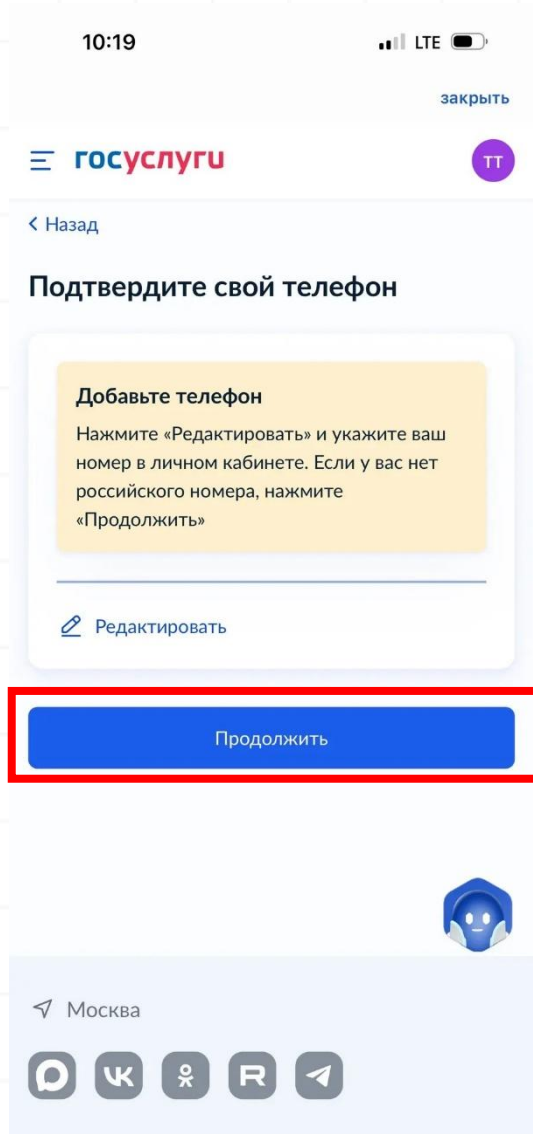 10:19
LTE
закрыть
госуслуги
ТТ
Назад
Подтвердите свой телефон
Добавьте телефон
Нажмите «Редактировать» и укажите ваш
номер в личном кабинете. Если у вас нет
российского номера, нажмите
«Продолжить»
Редактировать
Продолжить
Москва